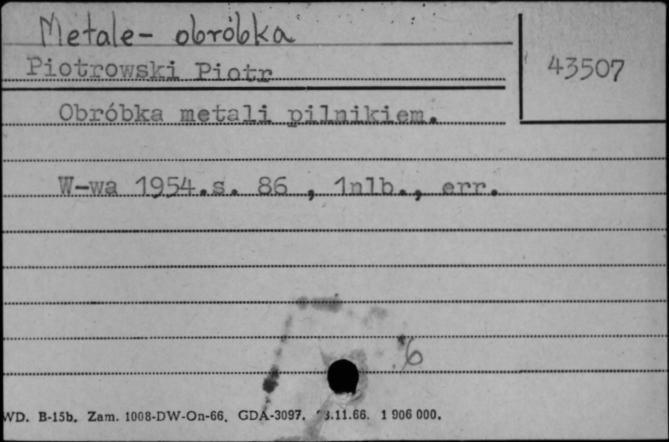 Metale - obróbka
Piotrowski Piotr
43507
Obróbka metali pilnikiem.
W-wa 1954.s. 86 , 1nlb., err.
6
WD. B-15b. Zam. 1008-DW-On-66. GDA-3097. 3.11.66. 1 906 000.